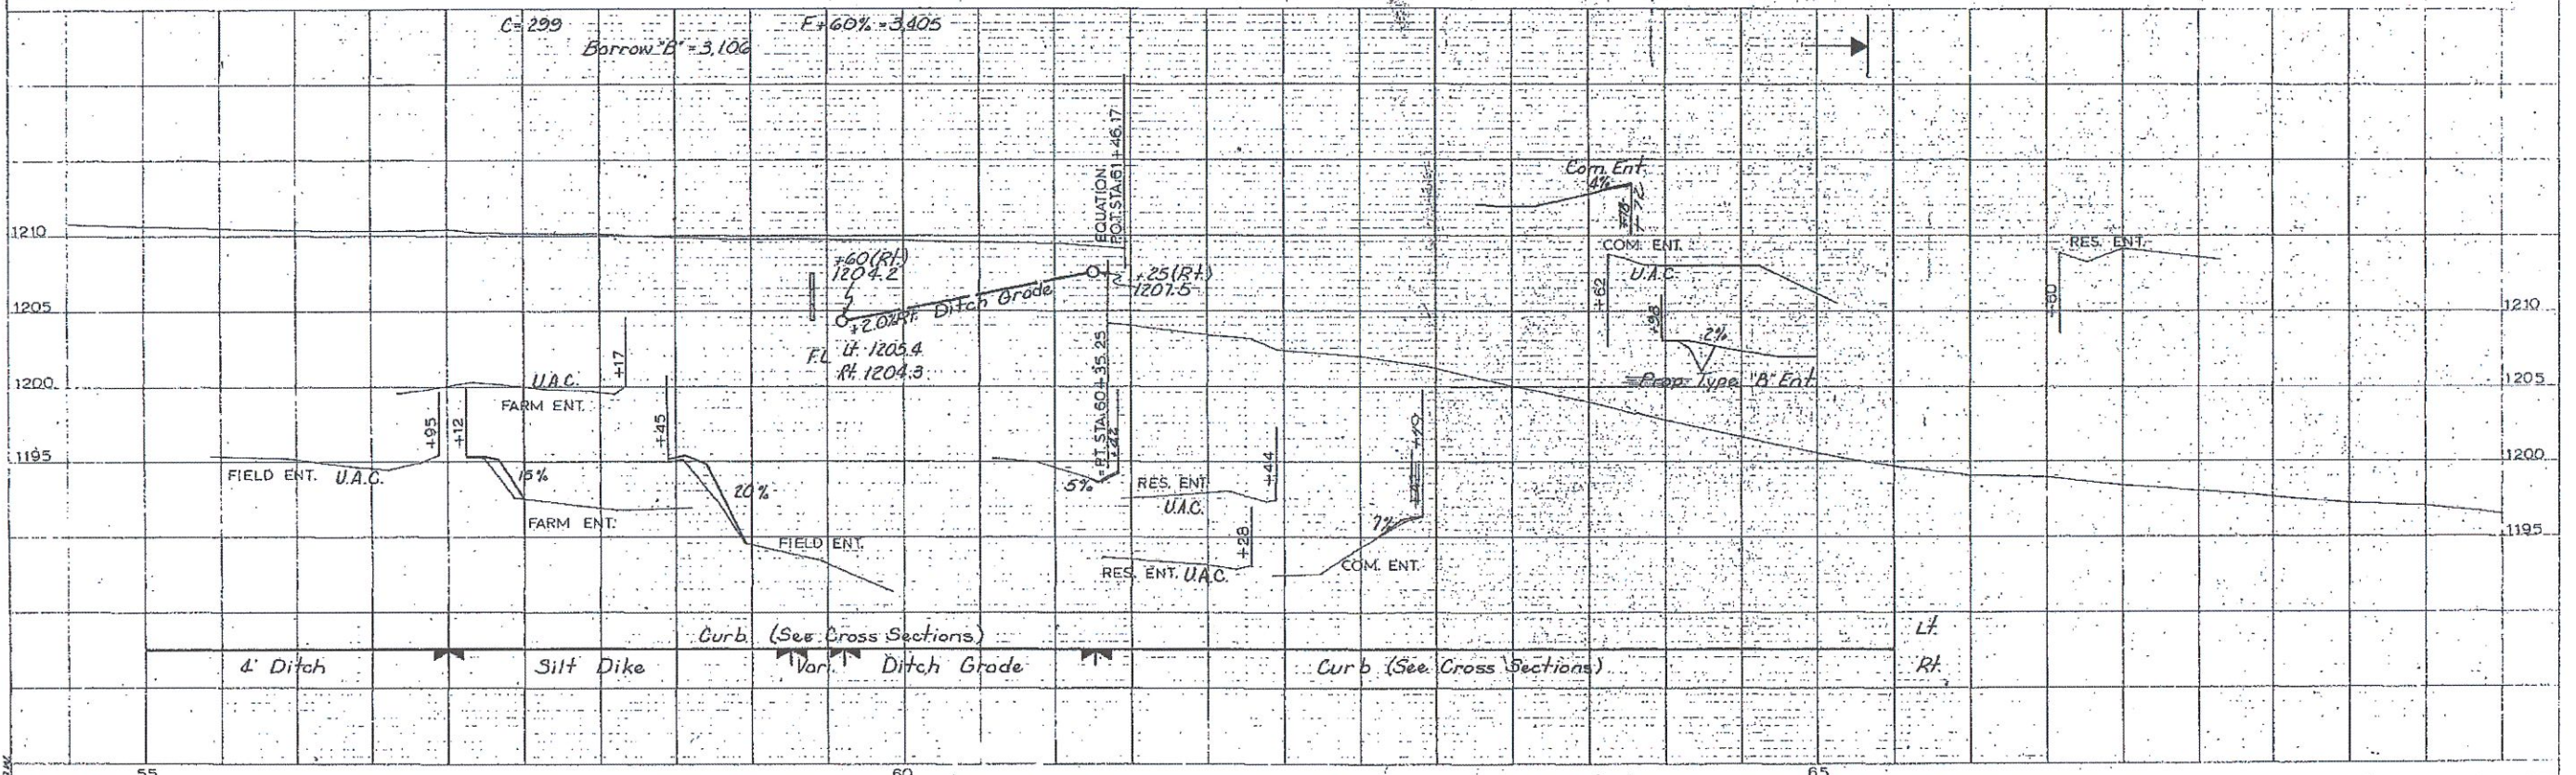 C=299
F+60%=3,405
Borrow "B"=3,106
EQUATION
P.O.T. STA. 61+46.17
=P.T. STA. 60+35.25
Com. Ent.
4%
1210
+60(Rt.)
1204.2
+25(Rt.)
1207.5
COM. ENT.
U.A.C.
RES. ENT.
1205
+2.0% Rt. Ditch Grade
+62
+98
+60
1210
F.L. Lt. 1205.4
Rt. 1204.3
2%
Prop. Type "B" Ent.
1200
U.A.C.
+17
FARM ENT.
1205
+95
+12
+45
+44
1195
FIELD ENT. U.A.C.
15%
20%
5%
RES. ENT.
U.A.C.
1200
FARM ENT.
FIELD ENT.
+28
7%
RES. ENT. U.A.C.
COM. ENT.
1195
Curb (See Cross Sections)
Lt.
4' Ditch
Silt Dike
Vari. Ditch Grade
Curb (See Cross Sections)
Rt.
55
60
65